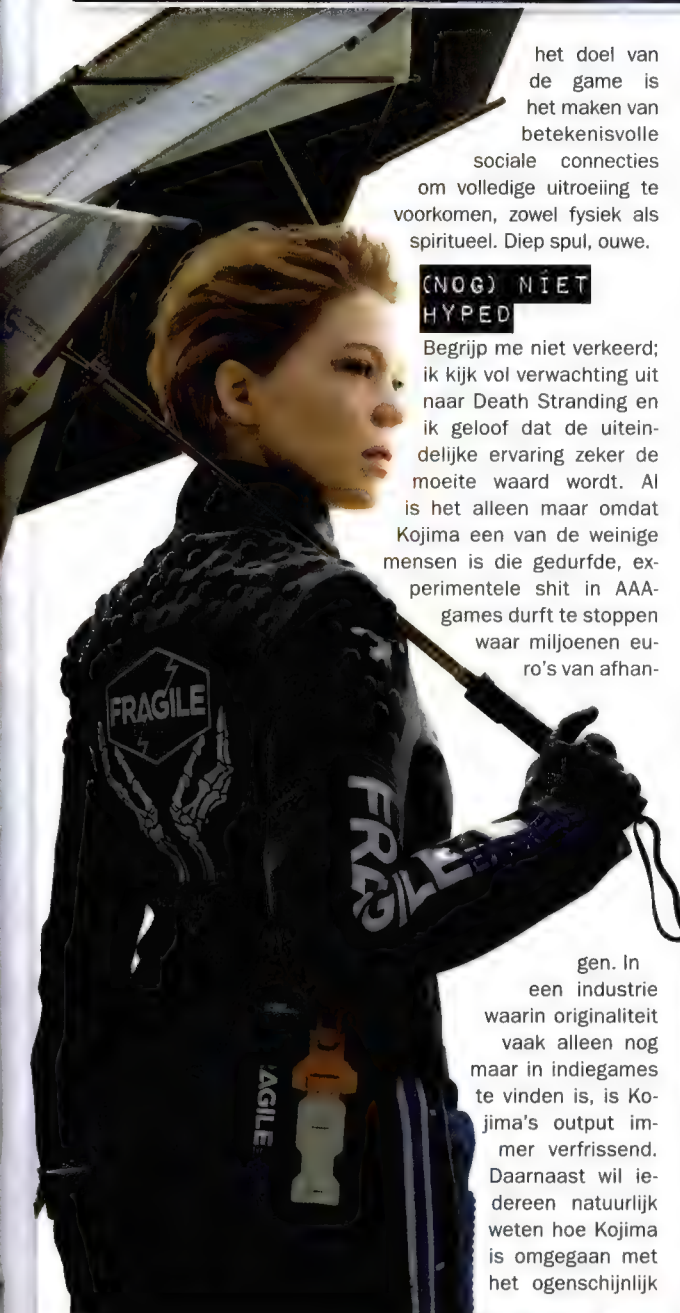 het doel van
de game is
het maken van
betekenisvolle
sociale connecties
om volledige uitroeiing te
voorkomen, zowel fysiek als
spiritueel. Diep spul, ouwe.
(NOG) NIET
HYPED
Begrijp me niet verkeerd;
ik kijk vol verwachting uit
naar Death Stranding en
ik geloof dat de uitein-
delijke ervaring zeker de
moeite waard wordt. Al
is het alleen maar omdat
Kojima een van de weinige
mensen is die gedurfde, ex-
perimentele shit in AAA-
games durft te stoppen
waar miljoenen eu-
ro's van afhan-
gen. In
een industrie
waarin originaliteit
vaak alleen nog
maar in indiegames
te vinden is, is Ko-
jima's output im-
mer verfrissend.
Daarnaast wil ie-
dereen natuurlijk
weten hoe Kojima
is omgegaan met
het ogenschijnlijk
FRAGILE
FRAGILE
AGILE